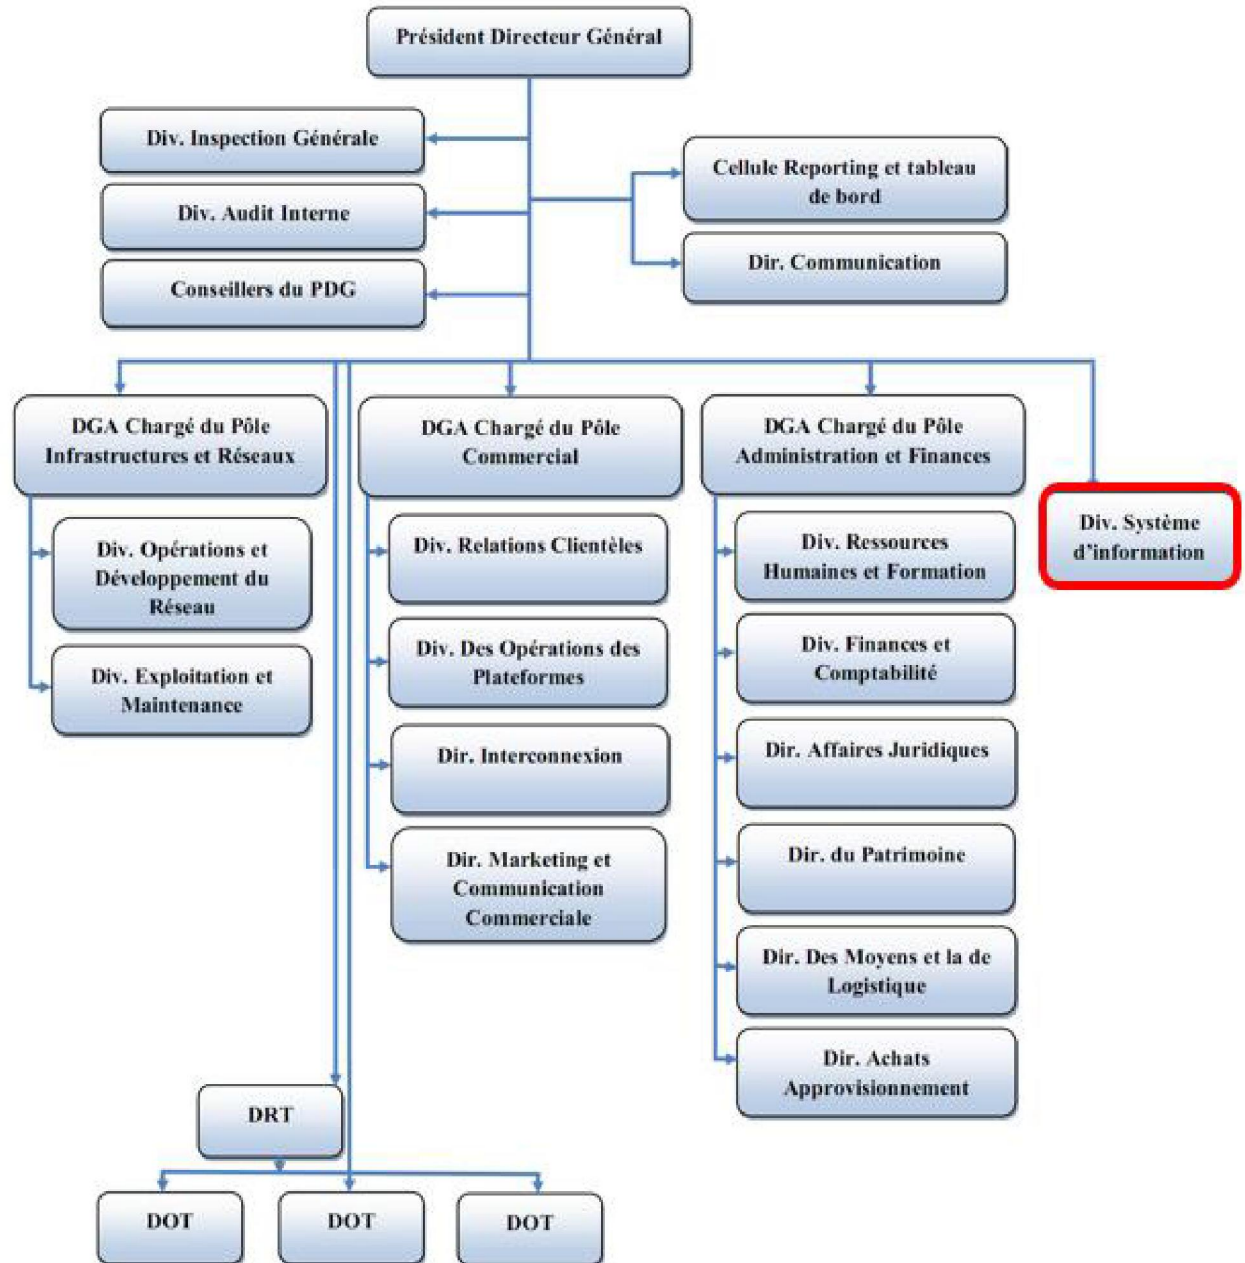 Président Directeur Général
Div. Inspection Générale
Div. Audit Interne
Conseillers du PDG
Cellule Reporting et tableau
de bord
Dir. Communication
DGA Chargé du Pôle
Infrastructures et Réseaux
Div. Opérations et
Développement du
Réseau
Div. Exploitation et
Maintenance
DGA Chargé du Pôle
Commercial
Div. Relations Clientèles
Div. Des Opérations des
Plateformes
Dir. Interconnexion
Dir. Marketing et
Communication
Commerciale
DGA Chargé du Pôle
Administration et Finances
Div. Ressources
Humaines et Formation
Div. Finances et
Comptabilité
Dir. Affaires Juridiques
Dir. du Patrimoine
Dir. Des Moyens et la de
Logistique
Dir. Achats
Approvisionnement
Div. Système
d'information
DRT
DOT
DOT
DOT